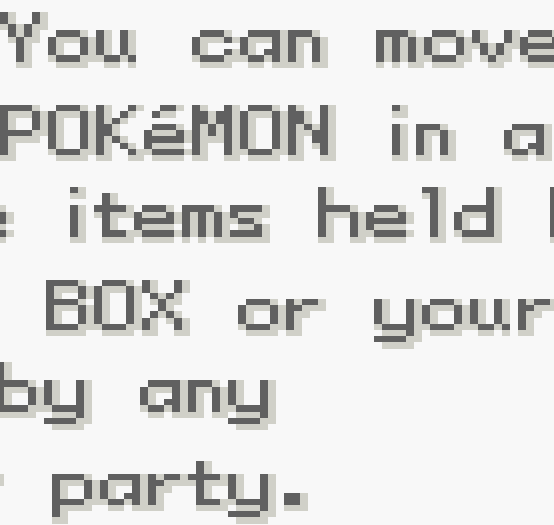 You can move
POKéMON in a
items held
BOX or your
by any
party.